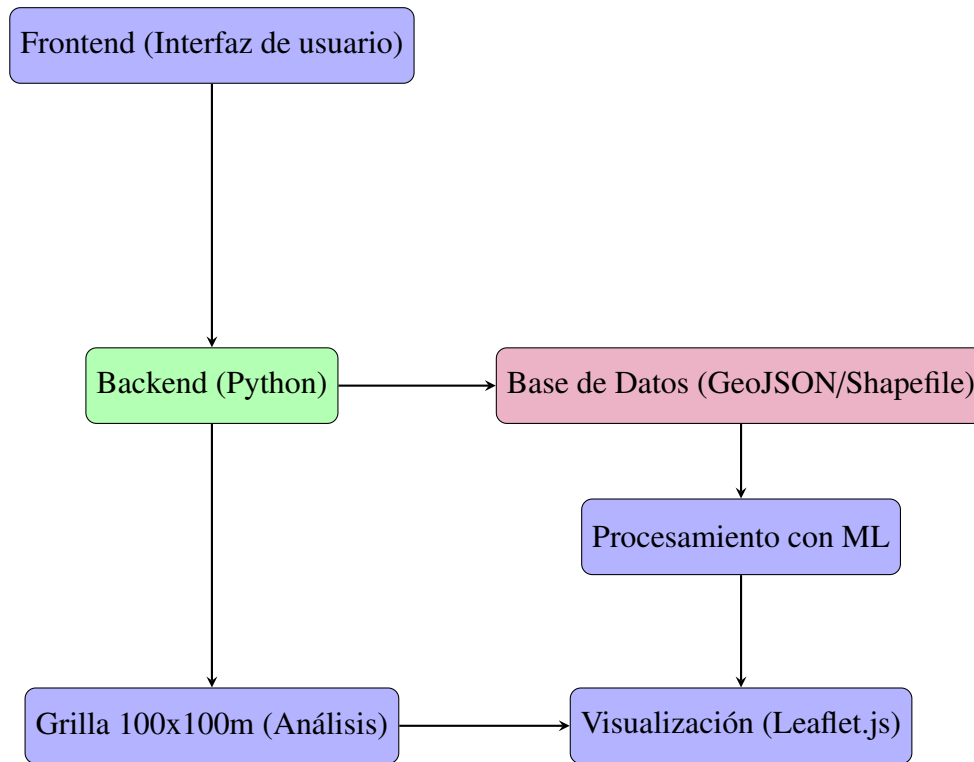 Frontend (Interfaz de usuario)
Backend (Python)
Base de Datos (GeoJSON/Shapefile)
Procesamiento con ML
Grilla 100x100m (Análisis)
Visualización (Leaflet.js)